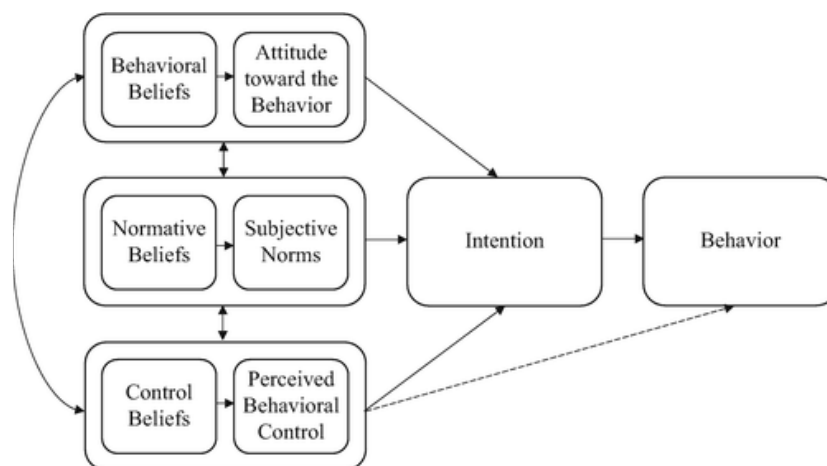 Behavioral
Beliefs
Attitude
toward the
Behavior
Normative
Beliefs
Subjective
Norms
Intention
Behavior
Control
Beliefs
Perceived
Behavioral
Control